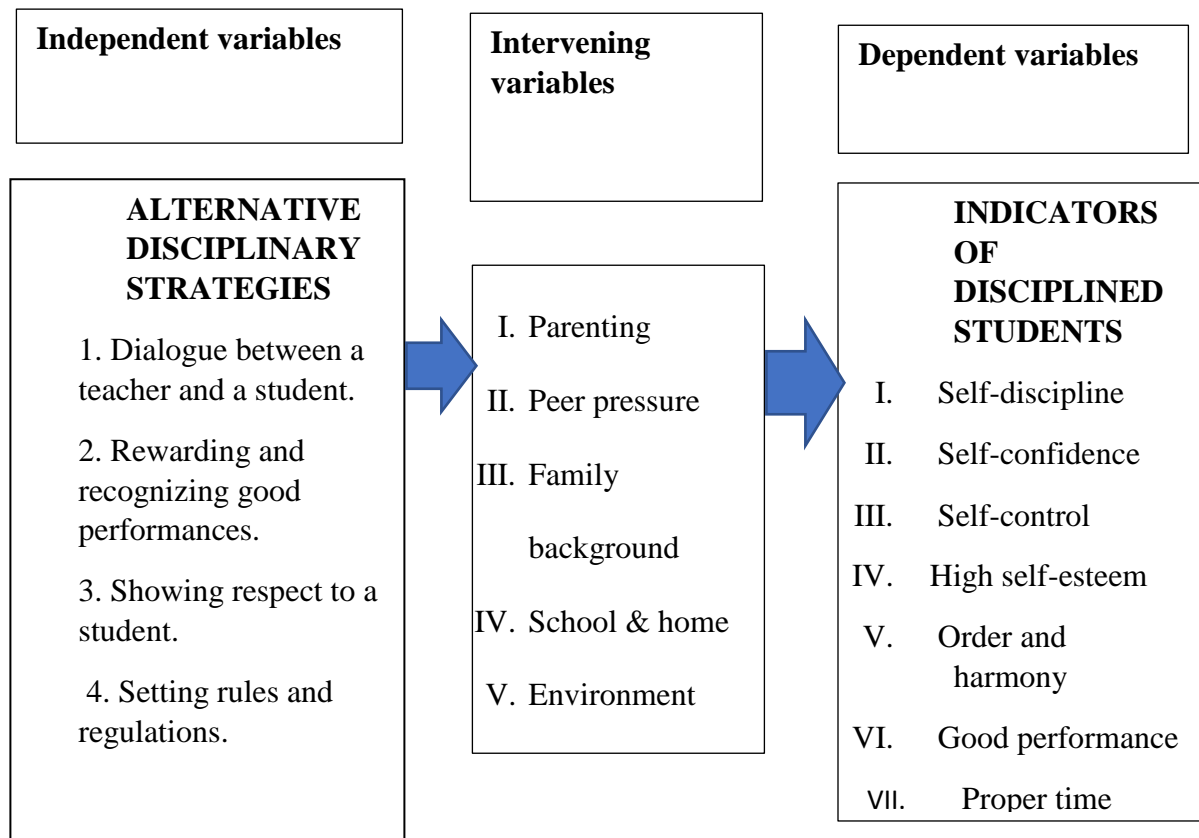 Independent variables
Intervening
variables
Dependent variables
ALTERNATIVE
DISCIPLINARY
STRATEGIES
1. Dialogue between a
teacher and a student.
2. Rewarding and
recognizing good
performances.
3. Showing respect to a
student.
4. Setting rules and
regulations.
I. Parenting
II. Peer pressure
III. Family
background
IV. School & home
V. Environment
INDICATORS
OF
DISCIPLINED
STUDENTS
I. Self-discipline
II. Self-confidence
III. Self-control
IV. High self-esteem
V. Order and
harmony
VI. Good performance
VII. Proper time